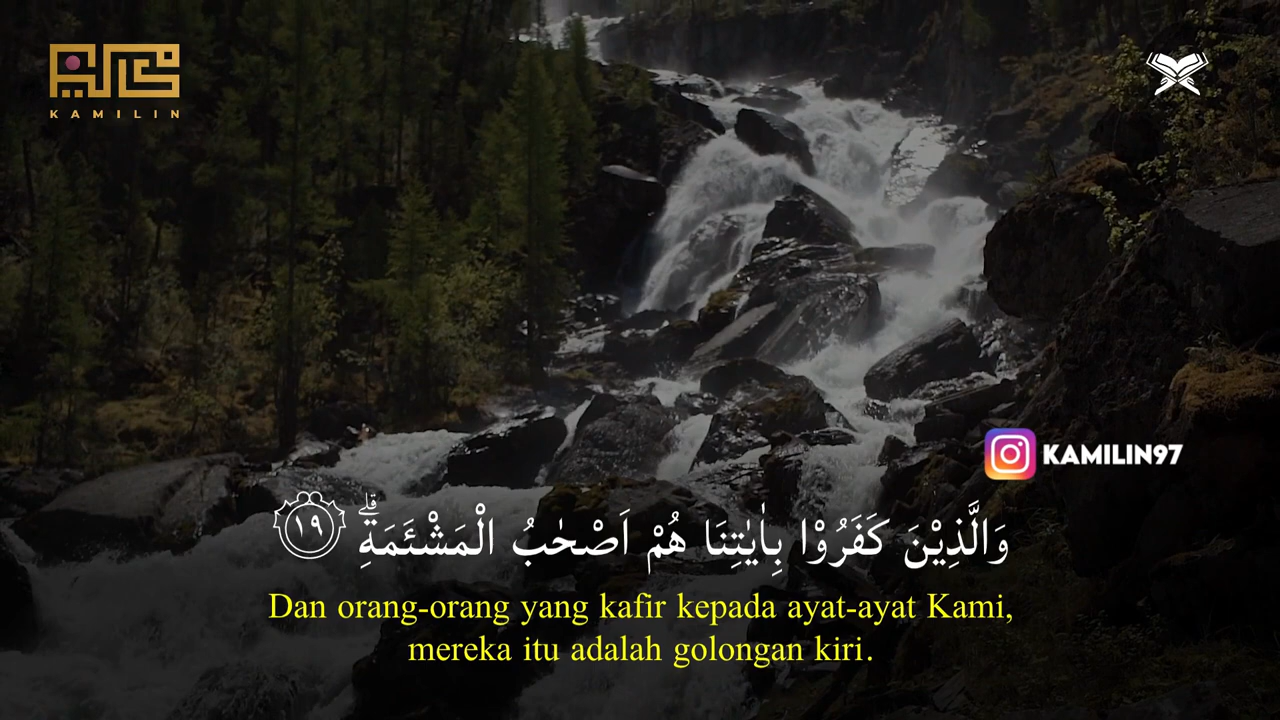 KAMILIN
KAMILIN97
وَالَّذِيْنَ كَفَرُوْا بِاٰيٰتِنَا هُمْ اَصْحٰبُ الْمَشْئَمَةِۗ ١٩
Dan orang-orang yang kafir kepada ayat-ayat Kami,
mereka itu adalah golongan kiri.